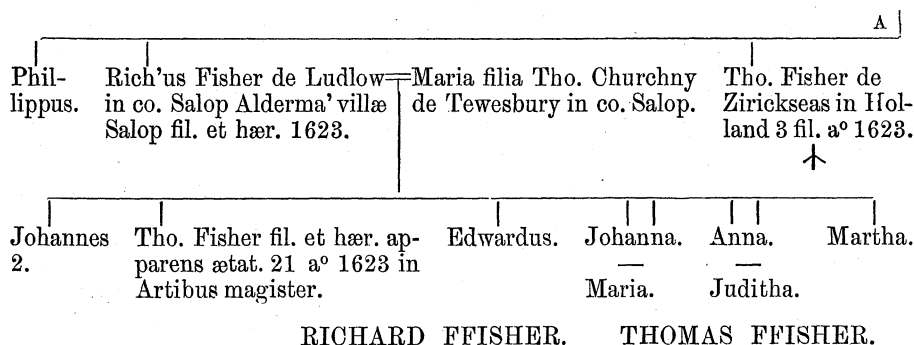 A
Phil-
lippus.
Rich'us Fisher de Ludlow
in co. Salop Alderma' villæ
Salop fil. et hær. 1623.
Maria filia Tho. Churchny
de Tewesbury in co. Salop.
Tho. Fisher de
Zirickseas in Hol-
land 3 fil. aº 1623.
Johannes
2.
Tho. Fisher fil. et hær. ap-
parens ætat. 21 aº 1623 in
Artibus magister.
Edwardus.
Johanna.
Maria.
Anna.
Juditha.
Martha.
RICHARD FFISHER. THOMAS FFISHER.